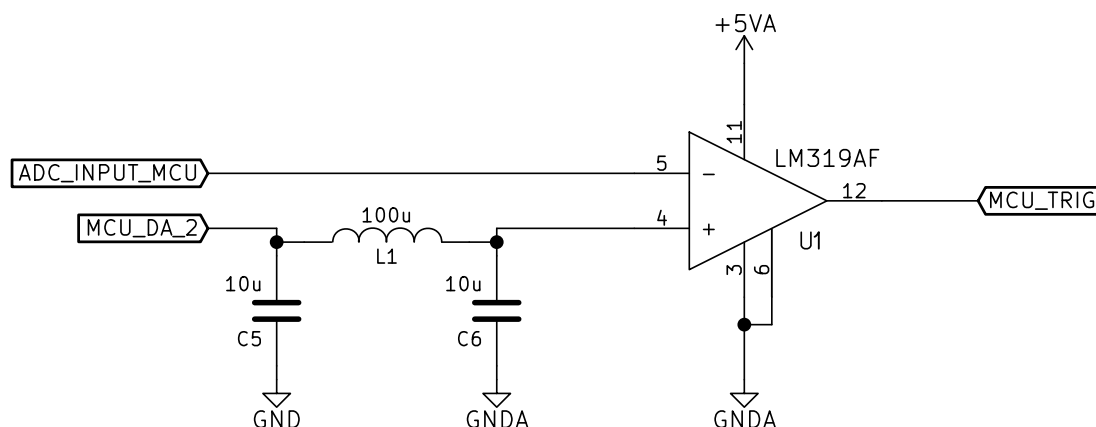 +5VA
11
LM319AF
ADC_INPUT_MCU
5
-
12
MCU_TRIG
MCU_DA_2
100u
4
+
L1
U1
3
6
10u
10u
C5
C6
GND
GNDA
GNDA